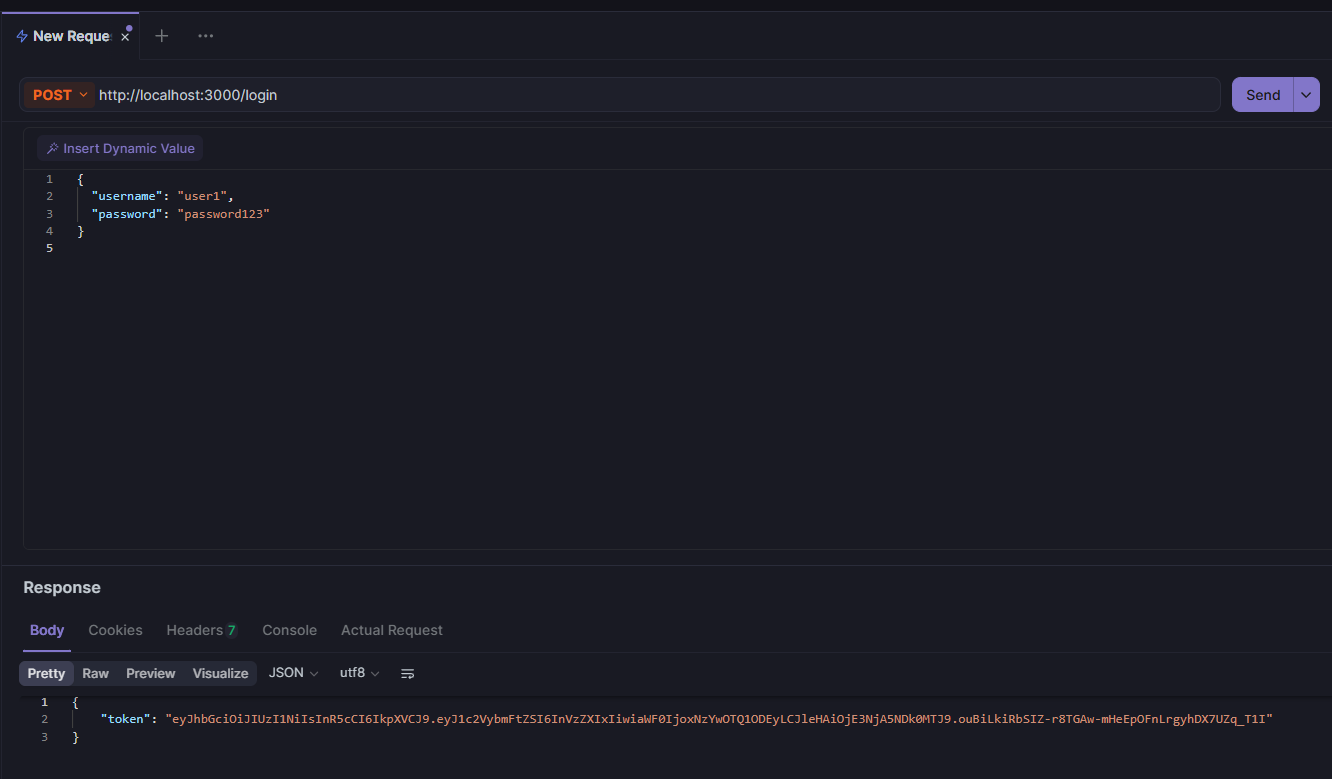 New Reque
POST http://localhost:3000/login Send
Insert Dynamic Value
1 {
2 "username": "user1",
3 "password": "password123"
4 }
5
Response
Body Cookies Headers 7 Console Actual Request
Pretty Raw Preview Visualize JSON utf8
1 {
2 "token": "eyJhbGciOiJIUzI1NiIsInR5cCI6IkpXVCJ9.eyJ1c2VybmFtZSI6InVzZXIxIiwiaWF0IjoxNzYwOTQ1ODEyLCJleHAiOjE3NjA5NDk0MTJ9.ouBiLkiRbSIZ-r8TGAw-mHeEpOFnLrgyhDX7UZq_T1I"
3 }